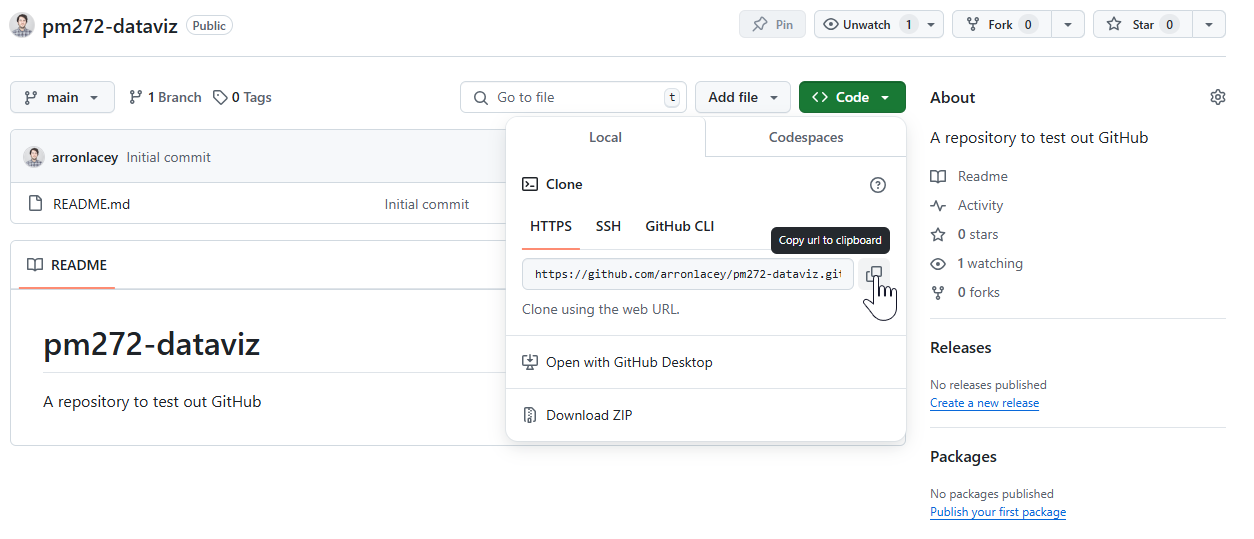 pm272-dataviz Public
Pin
Unwatch 1
Fork 0
Star 0
main
1 Branch
0 Tags
Go to file t
Add file
<> Code
arronlacey Initial commit
README.md Initial commit
README
pm272-dataviz
A repository to test out GitHub
Local
Codespaces
Clone
HTTPS
SSH
GitHub CLI
Copy url to clipboard
https://github.com/arronlacey/pm272-dataviz.git
Clone using the web URL.
Open with GitHub Desktop
Download ZIP
About
A repository to test out GitHub
Readme
Activity
0 stars
1 watching
0 forks
Releases
No releases published
Create a new release
Packages
No packages published
Publish your first package